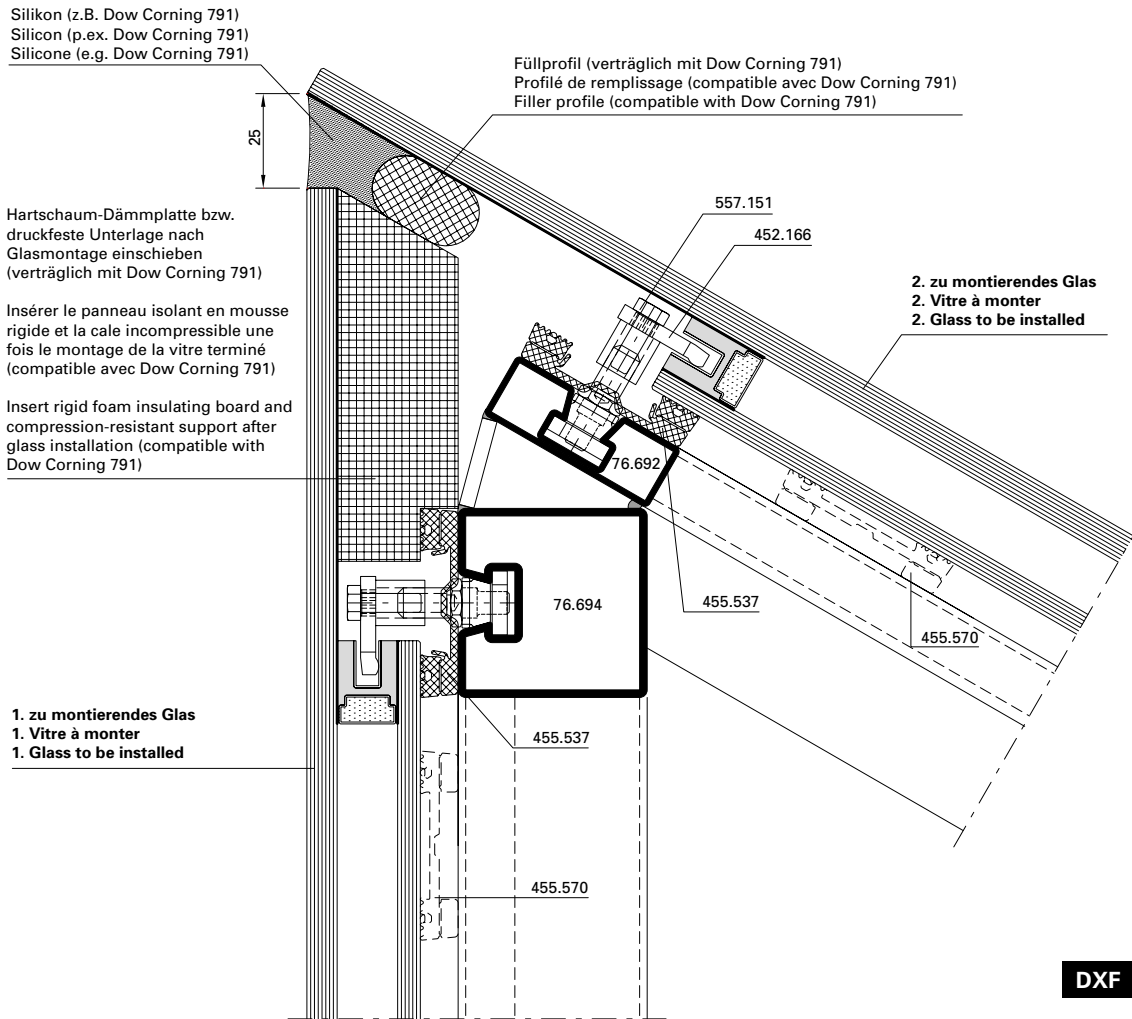 Silikon (z.B. Dow Corning 791)
Silicon (p.ex. Dow Corning 791)
Silicone (e.g. Dow Corning 791)
Füllprofil (verträglich mit Dow Corning 791)
Profilé de remplissage (compatible avec Dow Corning 791)
Filler profile (compatible with Dow Corning 791)
25
557.151
452.166
Hartschaum-Dämmplatte bzw.
druckfeste Unterlage nach
Glasmontage einschieben
(verträglich mit Dow Corning 791)
Insérer le panneau isolant en mousse
rigide et la cale incompressible une
fois le montage de la vitre terminé
(compatible avec Dow Corning 791)
Insert rigid foam insulating board and
compression-resistant support after
glass installation (compatible with
Dow Corning 791)
2. zu montierendes Glas
2. Vitre à monter
2. Glass to be installed
76.692
76.694
455.537
455.570
1. zu montierendes Glas
1. Vitre à monter
1. Glass to be installed
455.537
455.570
DXF